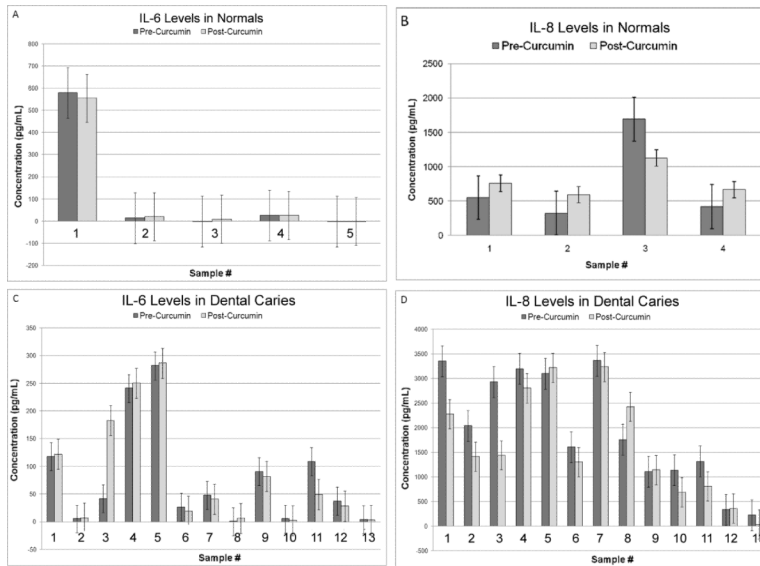 A
IL-6 Levels in Normals
Pre-Curcumin Post-Curcumin
Concentration (pg/mL)
800
700
600
500
400
300
200
100
0
-100
-200
1 2 3 4 5
Sample #
B
IL-8 Levels in Normals
Pre-Curcumin Post-Curcumin
Concentration (pg/mL)
2500
2000
1500
1000
500
0
1 2 3 4
Sample #
C
IL-6 Levels in Dental Caries
Pre-Curcumin Post-Curcumin
Concentration (pg/mL)
350
300
250
200
150
100
50
0
-50
1 2 3 4 5 6 7 8 9 10 11 12 13
Sample #
D
IL-8 Levels in Dental Caries
Pre-Curcumin Post-Curcumin
Concentration (pg/mL)
4000
3500
3000
2500
2000
1500
1000
500
0
-500
1 2 3 4 5 6 7 8 9 10 11 12
Sample #